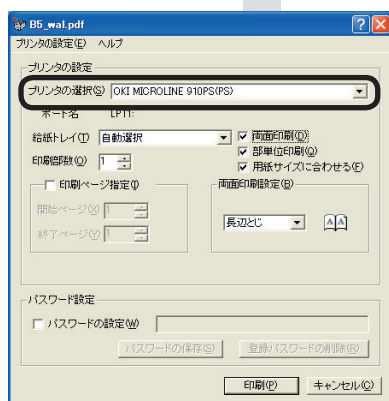 B5_wal.pdf
プリンタの設定(E) ヘルプ
プリンタの設定
プリンタの選択(S) OKI MICROLINE 910PS(PS)
ポート名 LPT1:
給紙トレイ(T) 自動選択
両面印刷(D)
部単位印刷(O)
印刷部数(C) 1
用紙サイズに合わせる(F)
印刷ページ指定(I)
両面印刷設定(B)
開始ページ(X) 1
長辺とじ A A
終了ページ(Y) 1
パスワード設定
パスワードの設定(W)
パスワードの保存(S) 登録パスワードの削除(R)
印刷(P) キャンセル(C)